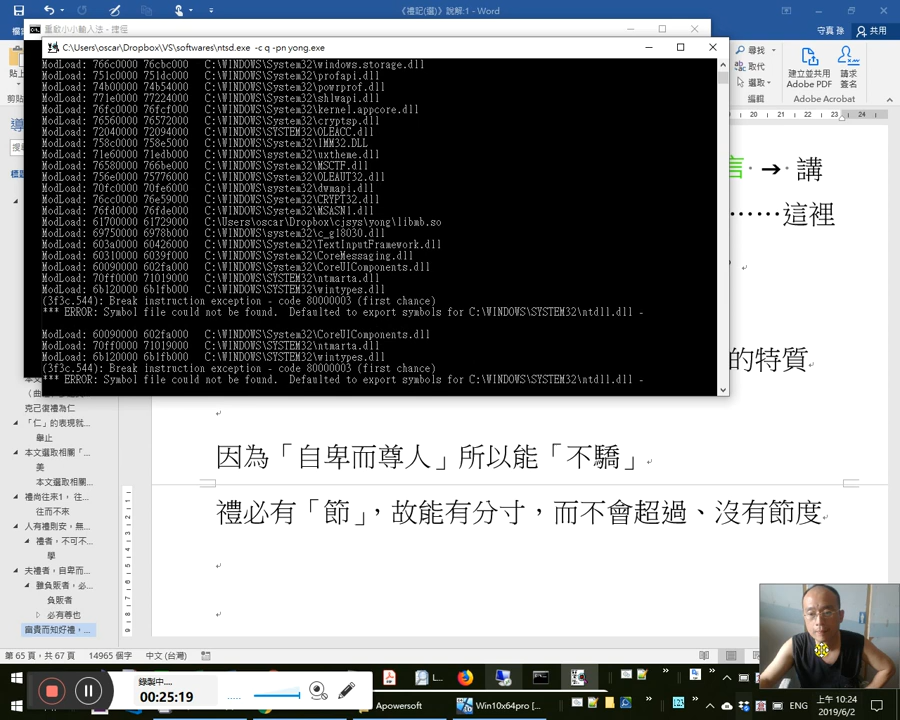 《禮記(選)》說解:1 - Word
重啟小小輸入法 - 捷徑
守真 孫
共用
C:\Users\oscar\Dropbox\VS\softwares\ntsd.exe -c q -pn yong.exe
ModLoad: 766c0000 76cbc000 C:\WINDOWS\System32\windows.storage.dll
ModLoad: 751c0000 751dc000 C:\WINDOWS\System32\profapi.dll
ModLoad: 74b00000 74b54000 C:\WINDOWS\System32\powrprof.dll
ModLoad: 771e0000 77224000 C:\WINDOWS\System32\shlwapi.dll
ModLoad: 76fc0000 76fcf000 C:\WINDOWS\System32\kernel.appcore.dll
ModLoad: 76560000 76572000 C:\WINDOWS\System32\cryptsp.dll
ModLoad: 72040000 72094000 C:\WINDOWS\SYSTEM32\OLEACC.dll
ModLoad: 758c0000 758e5000 C:\WINDOWS\System32\IMM32.DLL
ModLoad: 71e60000 71edb000 C:\WINDOWS\System32\uxtheme.dll
ModLoad: 76580000 766be000 C:\WINDOWS\System32\MSCTF.dll
ModLoad: 756e0000 75776000 C:\WINDOWS\System32\OLEAUT32.dll
ModLoad: 70fc0000 70fe6000 C:\WINDOWS\System32\dwmapi.dll
ModLoad: 76cc0000 76e59000 C:\WINDOWS\System32\CRYPT32.dll
ModLoad: 76fd0000 76fde000 C:\WINDOWS\System32\MSASN1.dll
ModLoad: 61700000 61729000 C:\Users\oscar\Dropbox\cjsys\yong\libmb.so
ModLoad: 69750000 6978b000 C:\WINDOWS\System32\c_g18030.dll
ModLoad: 603a0000 60426000 C:\WINDOWS\System32\TextInputFramework.dll
ModLoad: 60310000 6039f000 C:\WINDOWS\System32\CoreMessaging.dll
ModLoad: 60090000 602fa000 C:\WINDOWS\System32\CoreUIComponents.dll
ModLoad: 70ff0000 71019000 C:\WINDOWS\System32\ntmarta.dll
ModLoad: 6b120000 6b1fb000 C:\WINDOWS\System32\wintypes.dll
(3f3c.544): Break instruction exception - code 80000003 (first chance)
*** ERROR: Symbol file could not be found. Defaulted to export symbols for C:\WINDOWS\SYSTEM32\ntdll.dll -
ModLoad: 60090000 602fa000 C:\WINDOWS\System32\CoreUIComponents.dll
ModLoad: 70ff0000 71019000 C:\WINDOWS\System32\ntmarta.dll
ModLoad: 6b120000 6b1fb000 C:\WINDOWS\System32\wintypes.dll
(3f3c.544): Break instruction exception - code 80000003 (first chance)
*** ERROR: Symbol file could not be found. Defaulted to export symbols for C:\WINDOWS\SYSTEM32\ntdll.dll -
尋找
取代
選取
編輯
建立並共用
Adobe PDF
請求
簽名
Adobe Acrobat
20 21 22 23 24
言 → 講
⋯⋯這裡
的特質
因為「自卑而尊人」所以能「不驕」
禮必有「節」，故能有分寸，而不會超過、沒有節度
克己復禮為仁
「仁」的表現就...
舉止
本文選取相關「...
美
本文選取相關...
禮尚往來1，往...
往而不來
人有禮則安，無...
禮者，不可不...
學
夫禮者，自卑而...
雖負販者，必...
負販者
必有尊也
富貴而知好禮，...
第 65 頁，共 67 頁
14965 個字
中文 (台灣)
錄製中...
00:25:19
Apowersoft
Win10x64pro [...
ENG
上午 10:24
2019/6/2